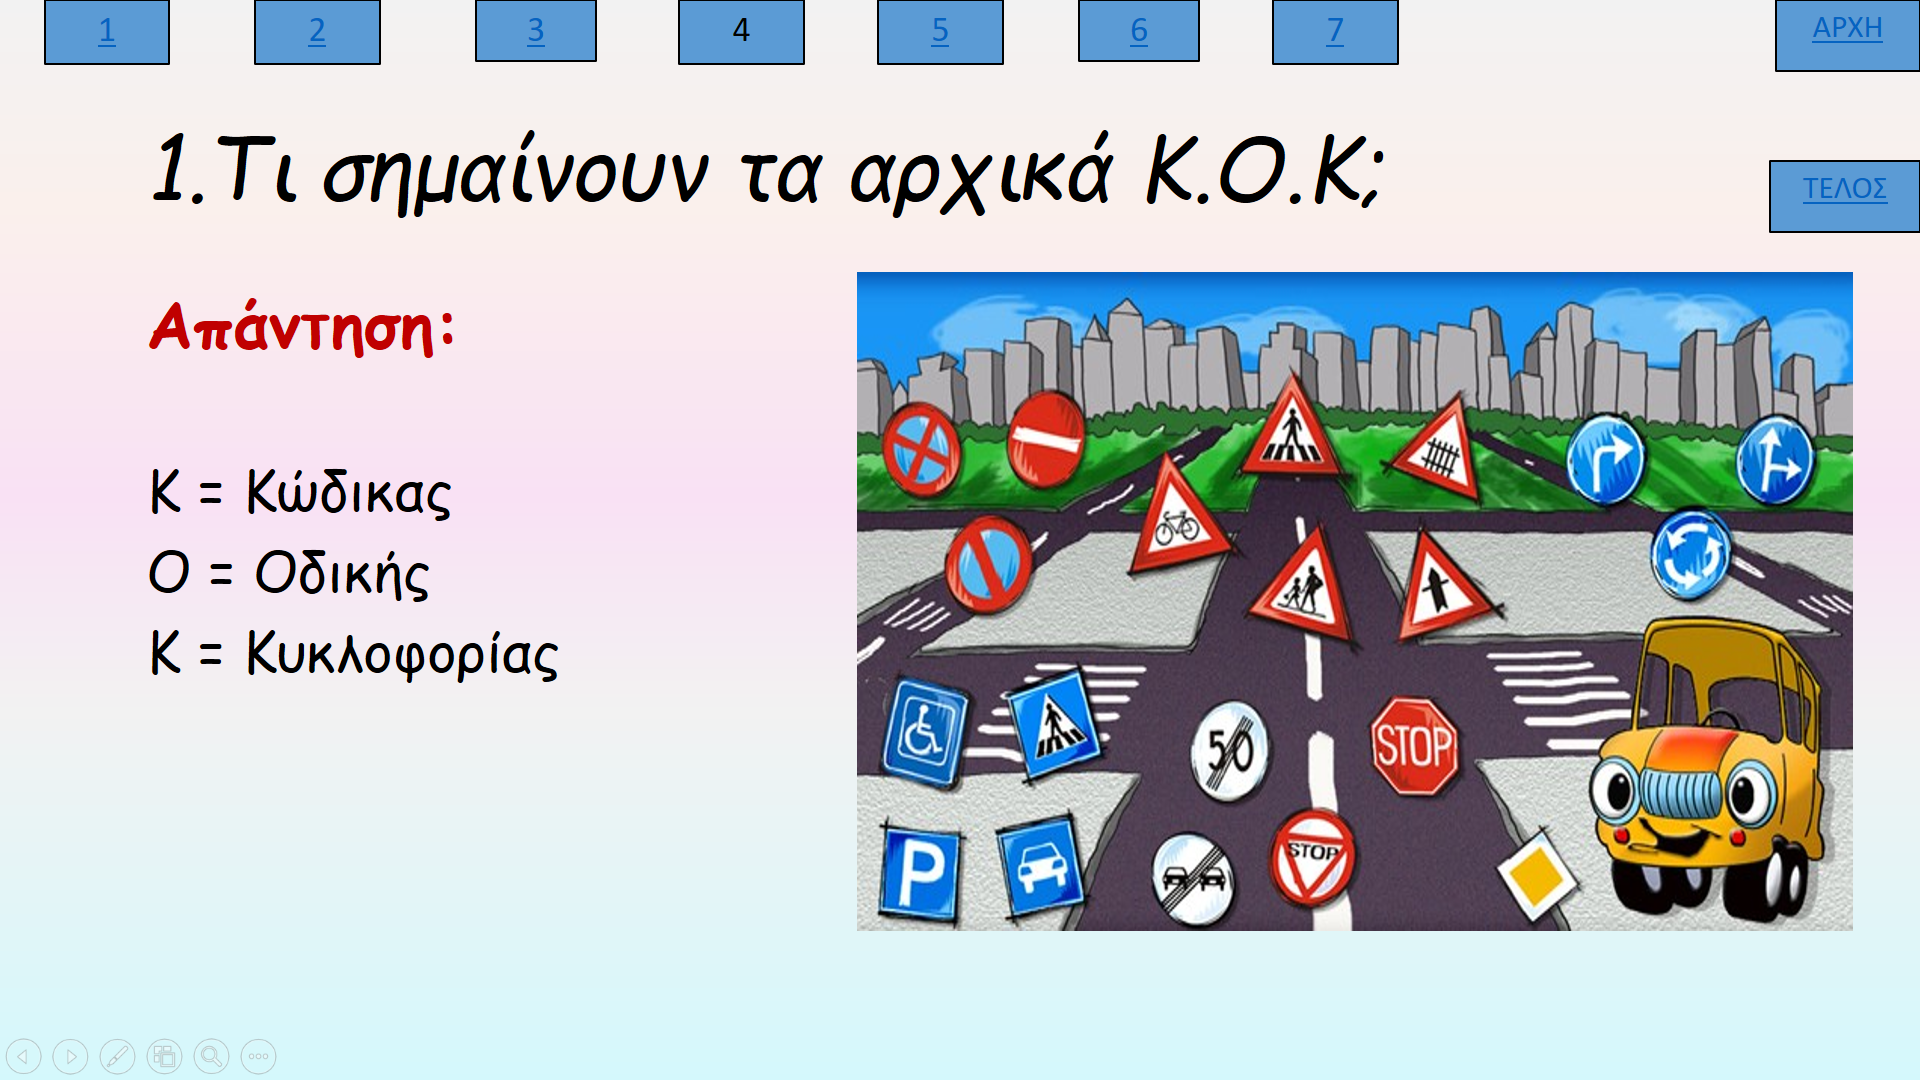 1 2 3 4 5 6 7 ΑΡΧΗ
1.Τι σημαίνουν τα αρχικά Κ.Ο.Κ;
ΤΕΛΟΣ
Απάντηση:
Κ = Κώδικας
Ο = Οδικής
Κ = Κυκλοφορίας
50
STOP
P
STOP